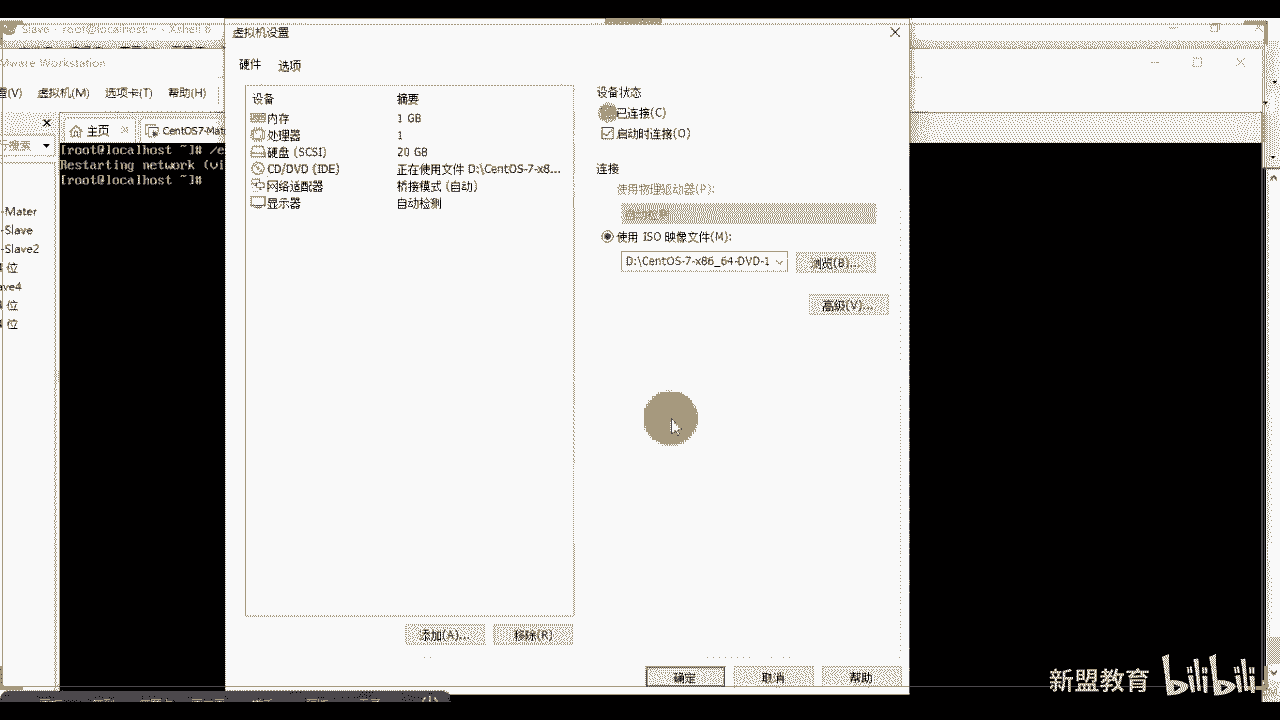 Slave - root@localhost:~ - Xshell 6
虚拟机设置
Mware Workstation
置(V) 虚拟机(M) 选项卡(T) 帮助(H)
硬件 选项
主页 CentOS7-Mat
[root@localhost ~]# /e
Restarting network (vi
[root@localhost ~]#
-Mater
-Slave
-Slave2
位
ave4
位
位
设备 摘要
内存 1 GB
处理器 1
硬盘 (SCSI) 20 GB
CD/DVD (IDE) 正在使用文件 D:\CentOS-7-x8...
网络适配器 桥接模式 (自动)
显示器 自动检测
设备状态
已连接(C)
启动时连接(O)
连接
使用物理驱动器(P):
自动检测
使用 ISO 映像文件(M):
D:\CentOS-7-x86_64-DVD-1 浏览(B)...
高级(V)...
添加(A)... 移除(R)
确定 取消 帮助
新盟教育 bilibili